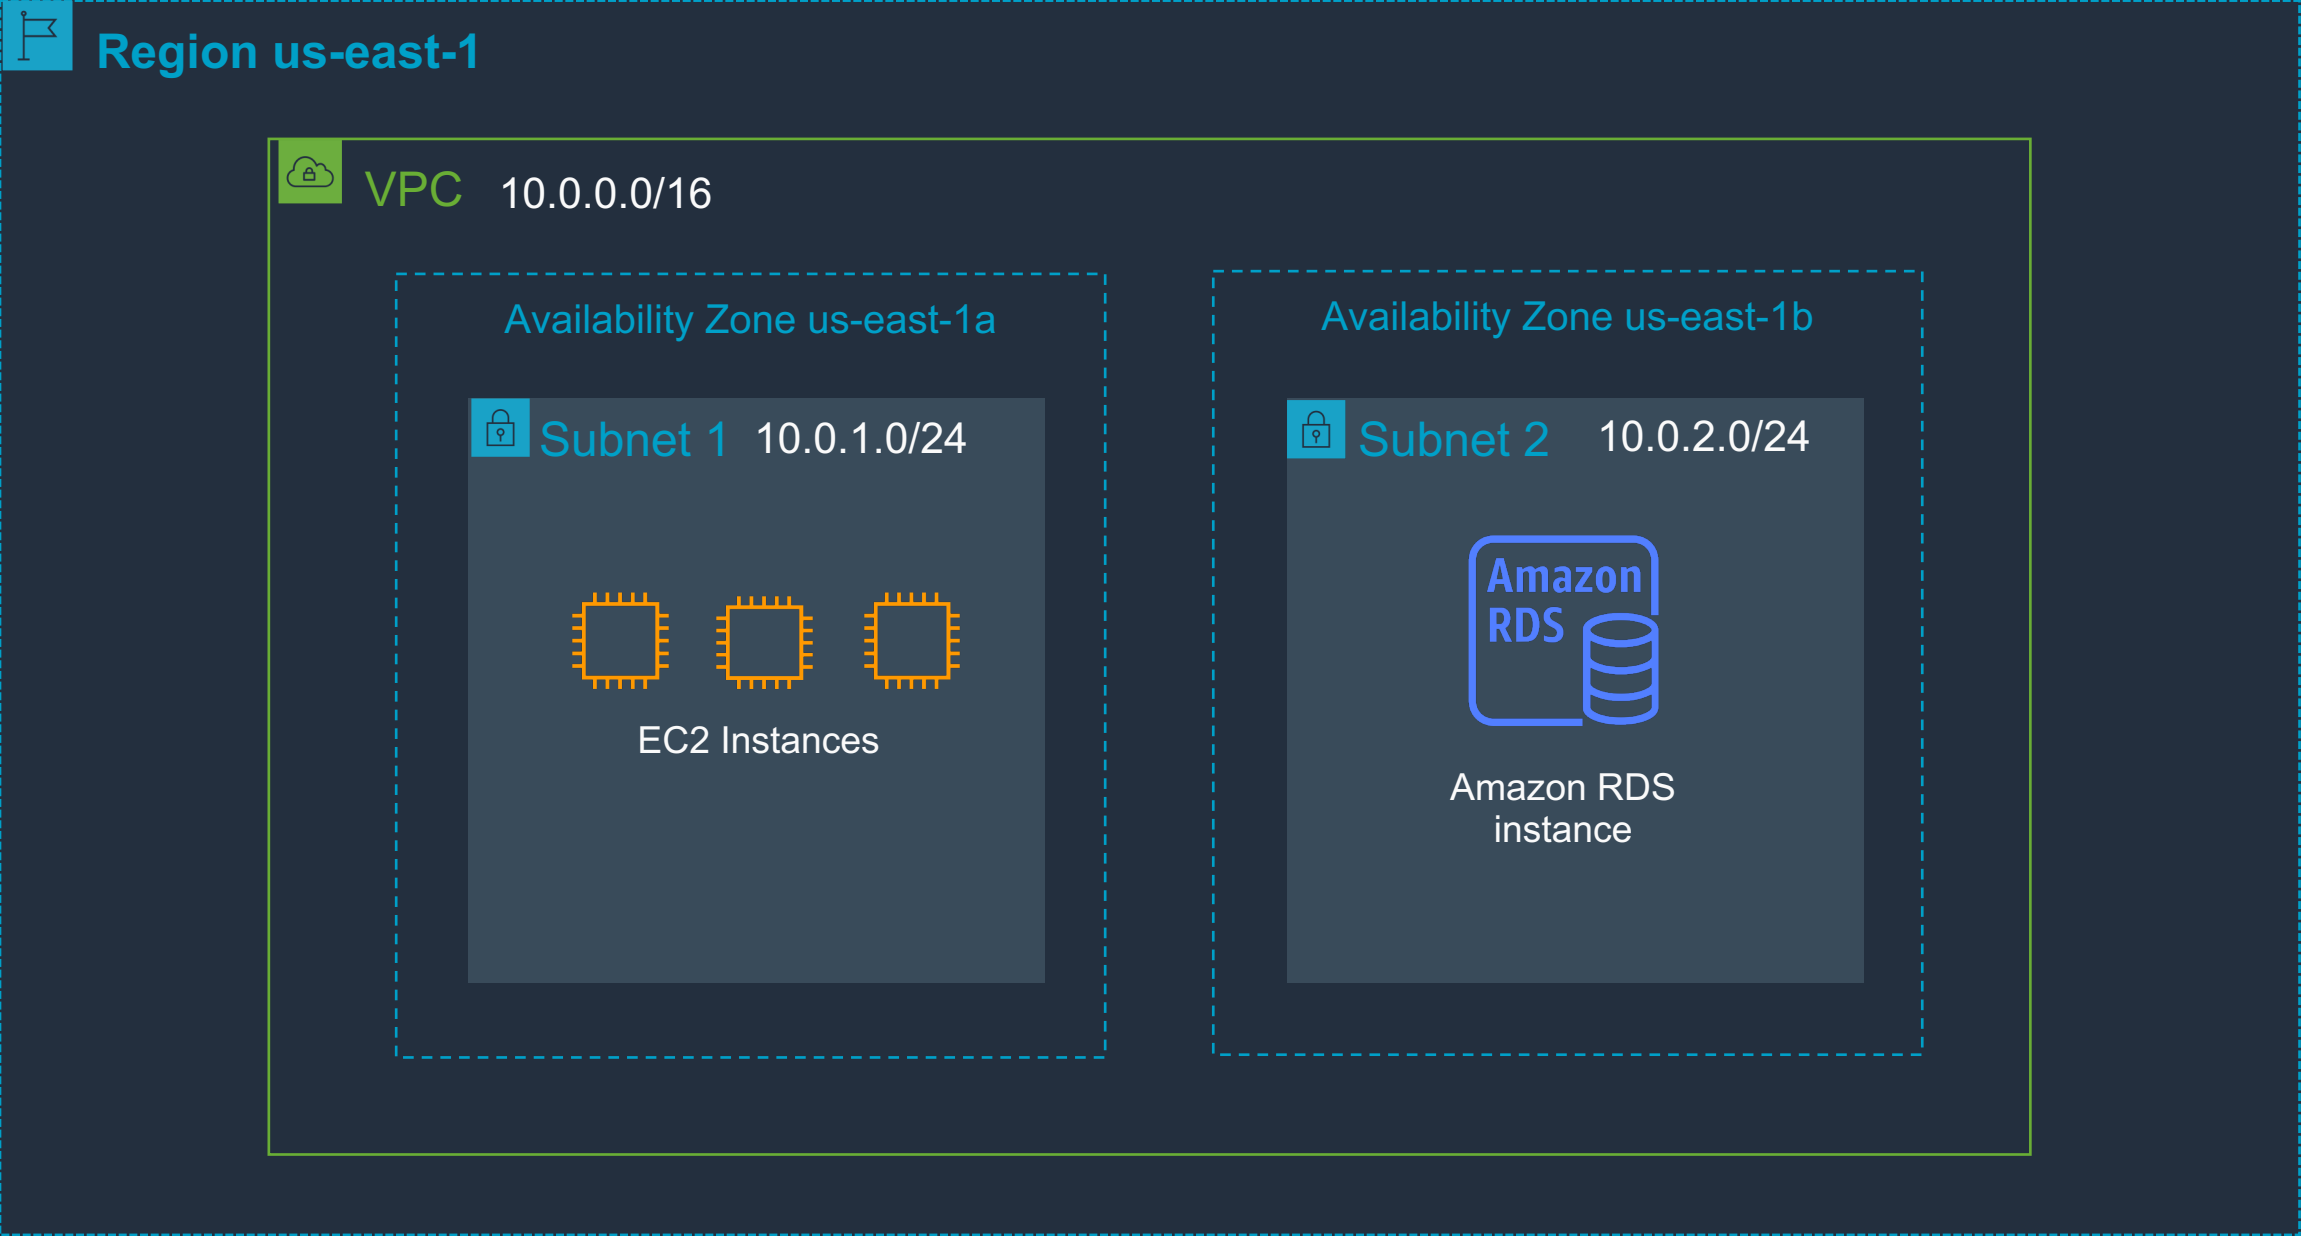 Region us-east-1
VPC 10.0.0.0/16
Availability Zone us-east-1a
Subnet 1 10.0.1.0/24
EC2 Instances
Availability Zone us-east-1b
Subnet 2 10.0.2.0/24
Amazon
RDS
Amazon RDS
instance